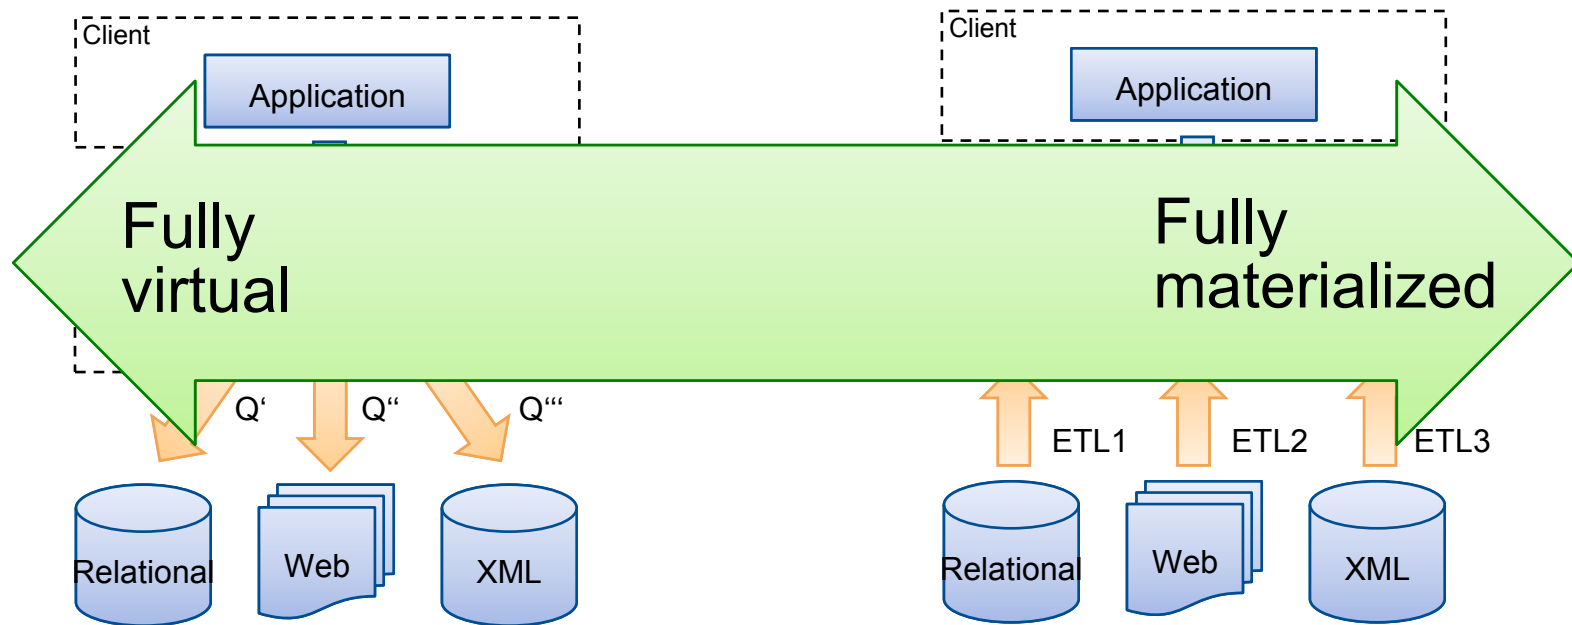 Client
Client
Application
Application
Fully
virtual
Fully
materialized
Q‘
Q“
Q“‘
ETL1
ETL2
ETL3
Relational
Web
XML
Relational
Web
XML